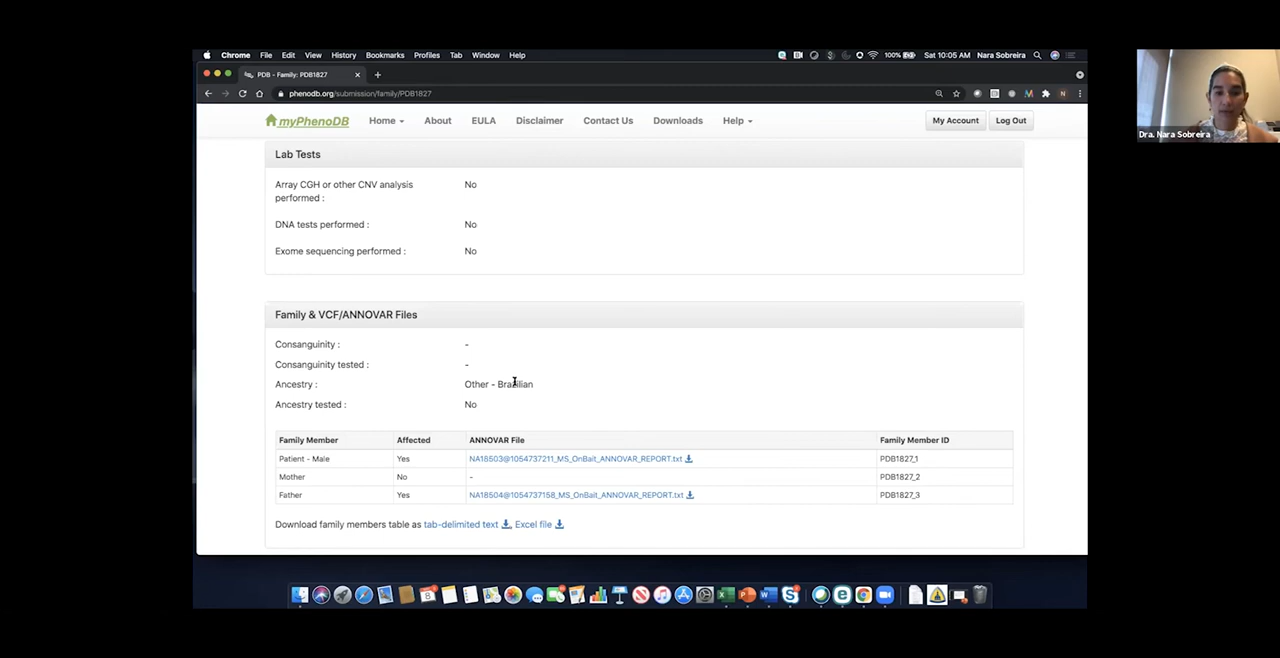 Chrome File Edit View History Bookmarks Profiles Tab Window Help 100% Sat 10:05 AM Nara Sobreira
PDB - Family: PDB1827
phenodb.org/submission/family/PDB1827
myPhenoDB Home About EULA Disclaimer Contact Us Downloads Help My Account Log Out
Dra. Nara Sobreira
Lab Tests
Array CGH or other CNV analysis performed : No
DNA tests performed : No
Exome sequencing performed : No
Family & VCF/ANNOVAR Files
Consanguinity : -
Consanguinity tested : -
Ancestry : Other - Brazilian
Ancestry tested : No
Family Member Affected ANNOVAR File Family Member ID
Patient - Male Yes NA18503@1054737211_MS_OnBait_ANNOVAR_REPORT.txt PDB1827_1
Mother No - PDB1827_2
Father Yes NA18504@1054737158_MS_OnBait_ANNOVAR_REPORT.txt PDB1827_3
Download family members table as tab-delimited text , Excel file